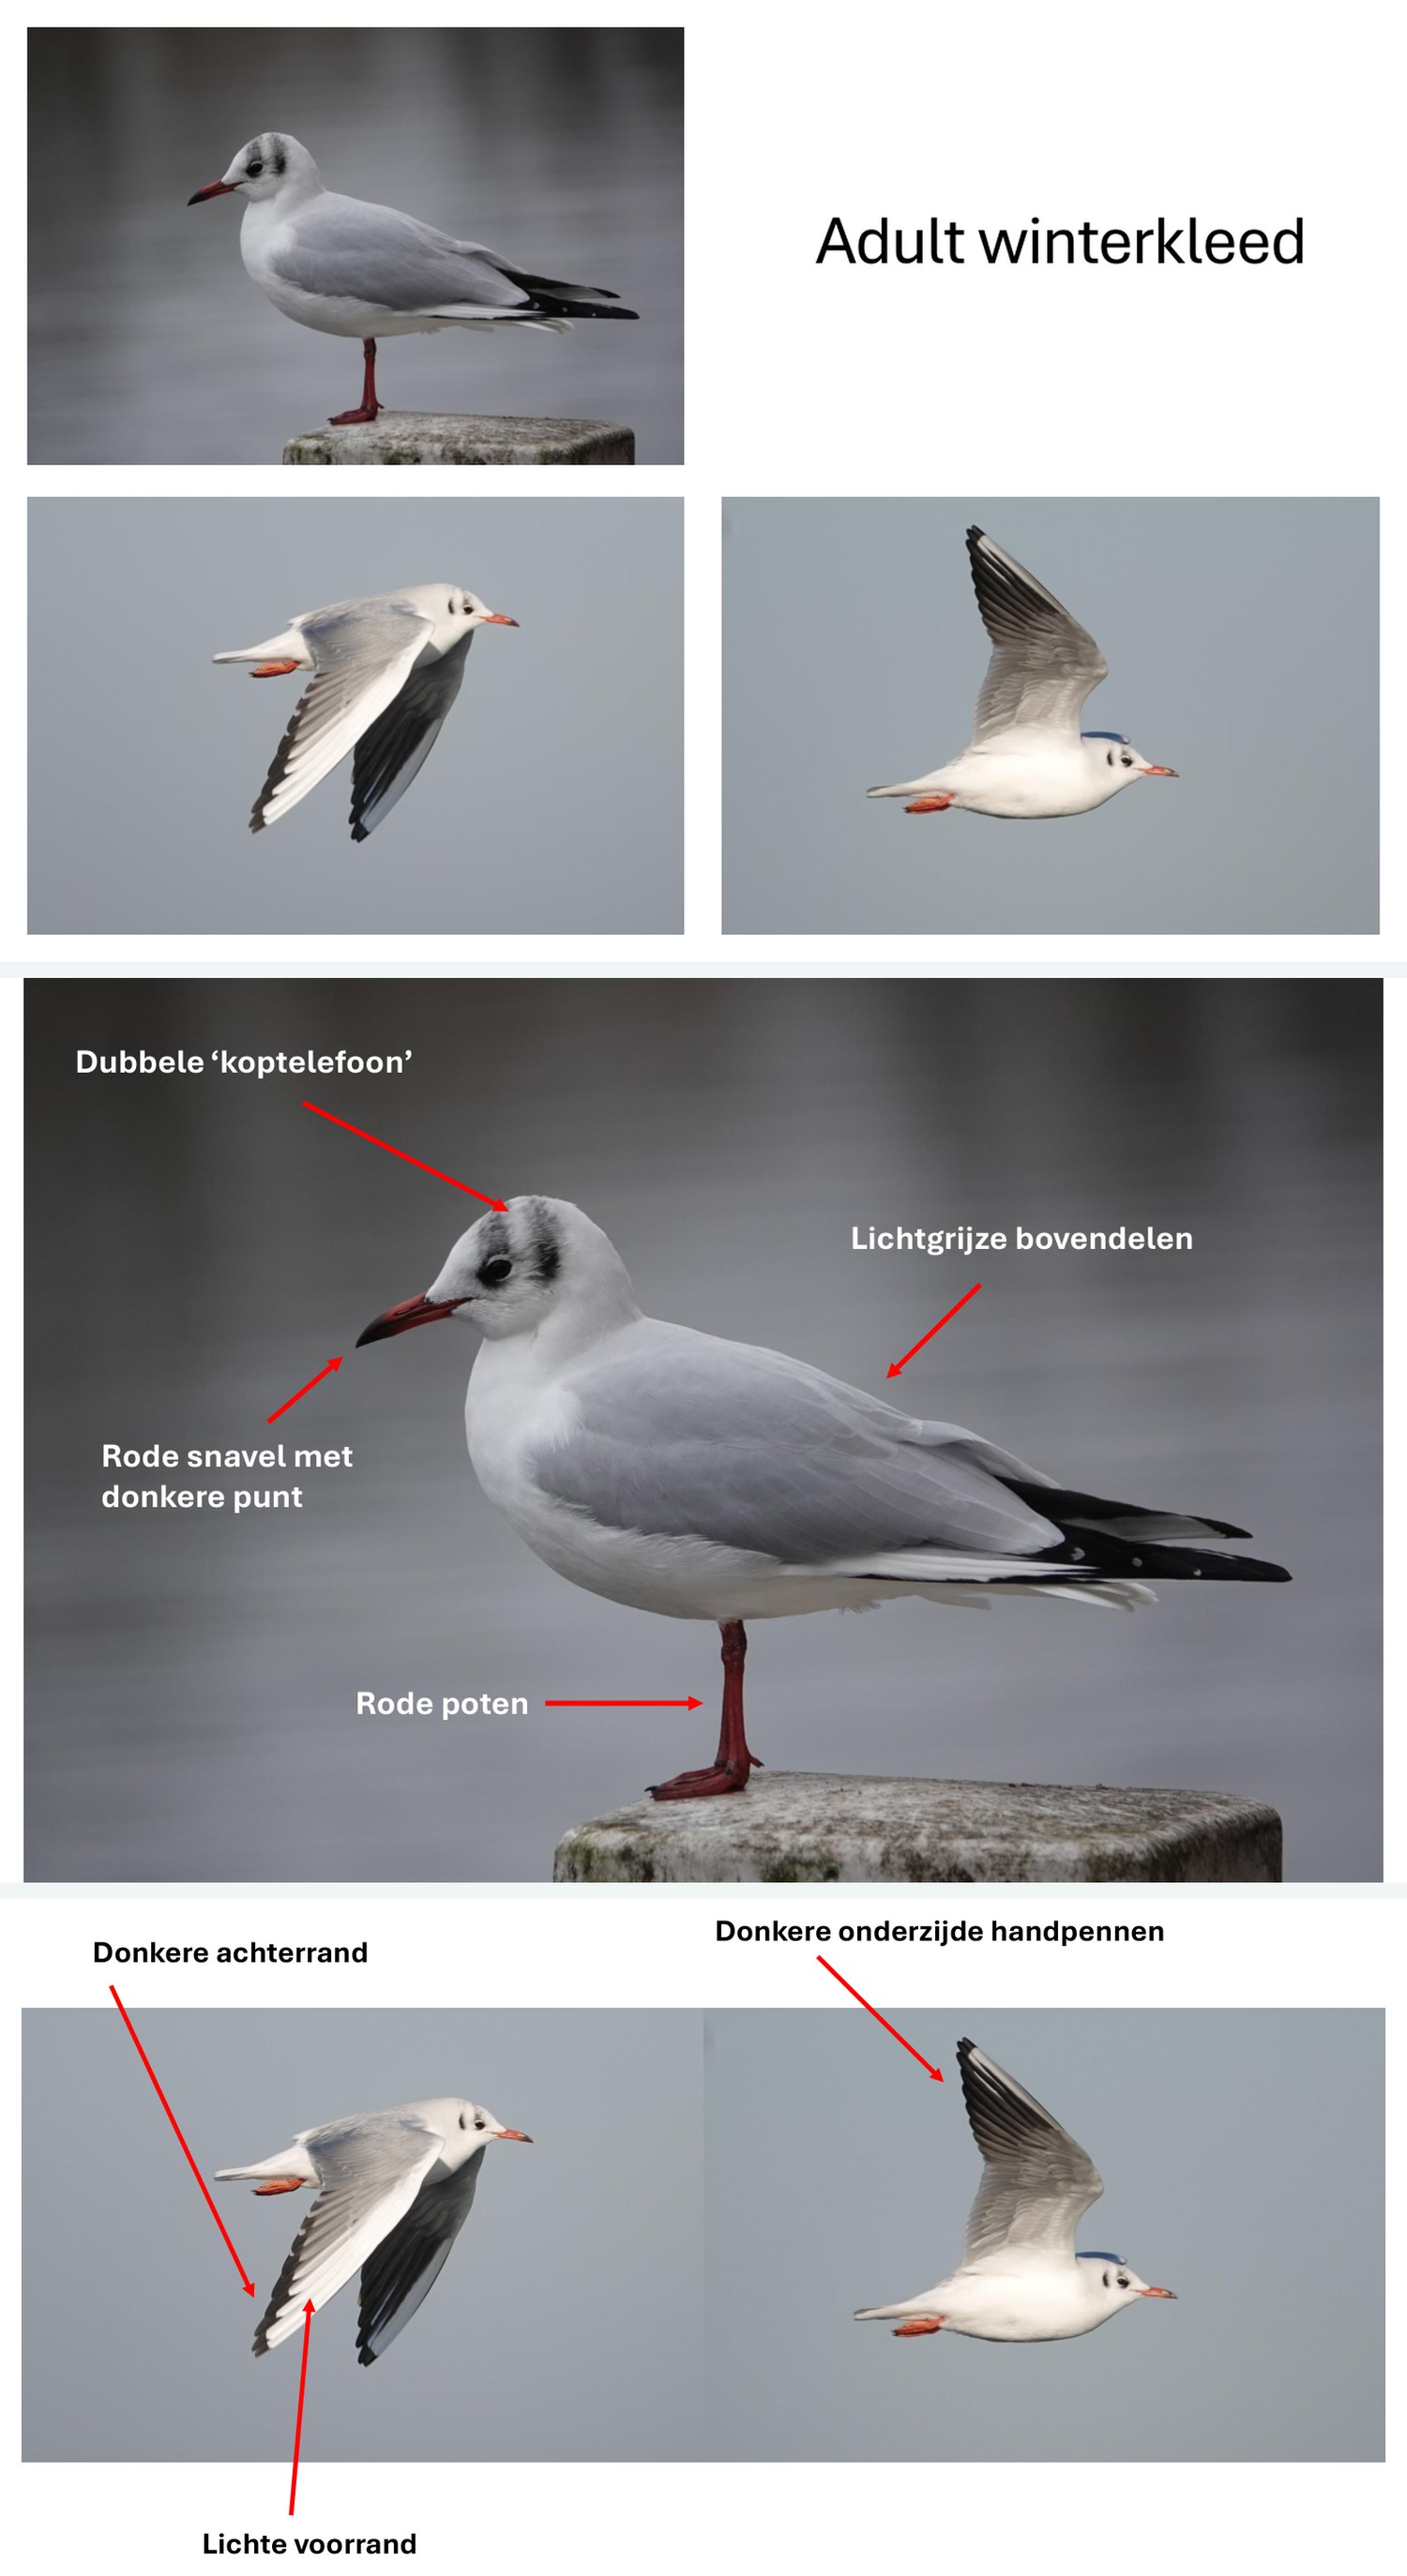 Adult winterkleed
Dubbele ‘koptelefoon’
Lichtgrijze bovendelen
Rode snavel met
donkere punt
Rode poten
Donkere onderzijde handpennen
Donkere achterrand
Lichte voorrand